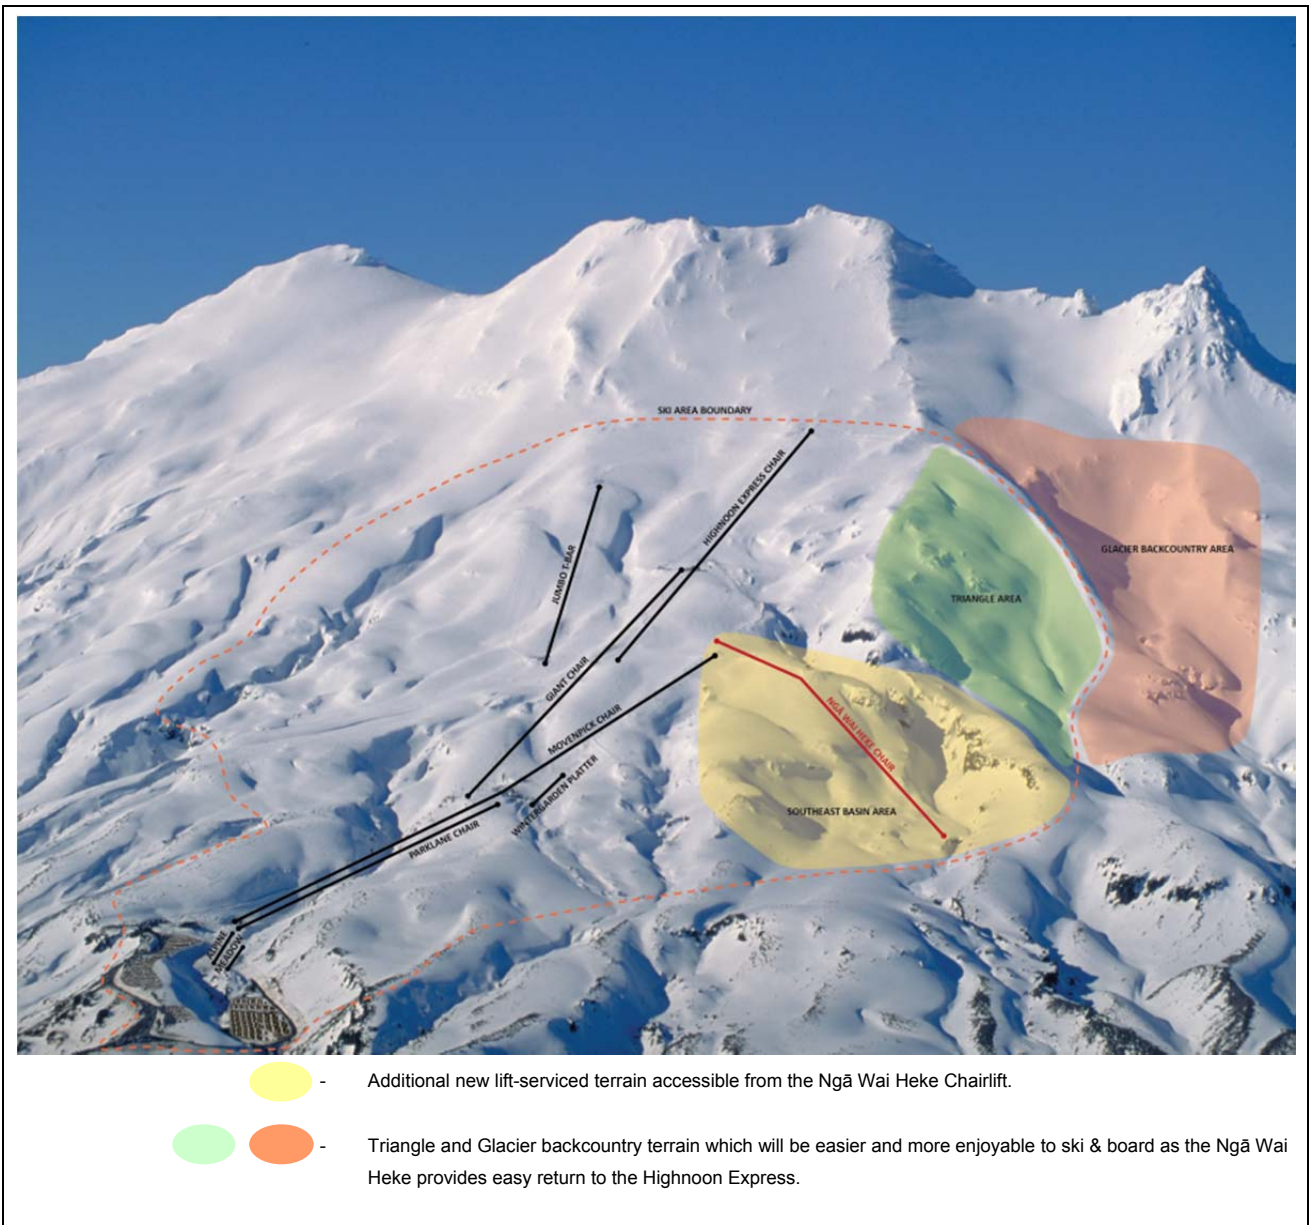 SKI AREA BOUNDARY
HIGHNOON EXPRESS CHAIR
JUMBO T-BAR
GLACIER BACKCOUNTRY AREA
TRIANGLE AREA
GIANT CHAIR
MOVENPICK CHAIR
NGĀ WAI HEKE CHAIR
WINTERGARDEN PLATTER
SOUTHEAST BASIN AREA
PARKLANE CHAIR
ALPINE
MEADOW
- Additional new lift-serviced terrain accessible from the Ngā Wai Heke Chairlift.
- Triangle and Glacier backcountry terrain which will be easier and more enjoyable to ski & board as the Ngā Wai
Heke provides easy return to the Highnoon Express.